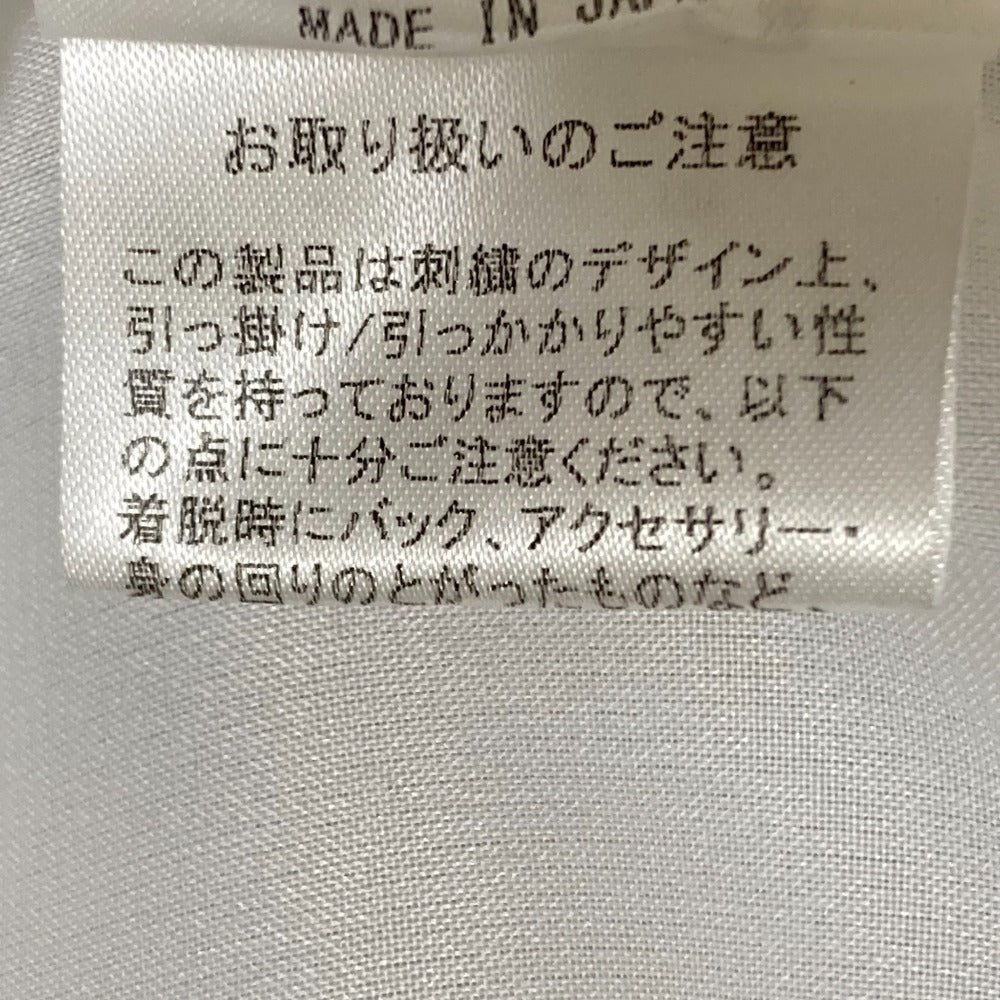 MADE IN JAPA
お取り扱いのご注意
この製品は刺繍のデザイン上、
引っ掛け/引っかかりやすい性
質を持っておりますので、以下
の点に十分ご注意ください。
着脱時にバック、アクセサリー・
身の回りのとがったものなど、